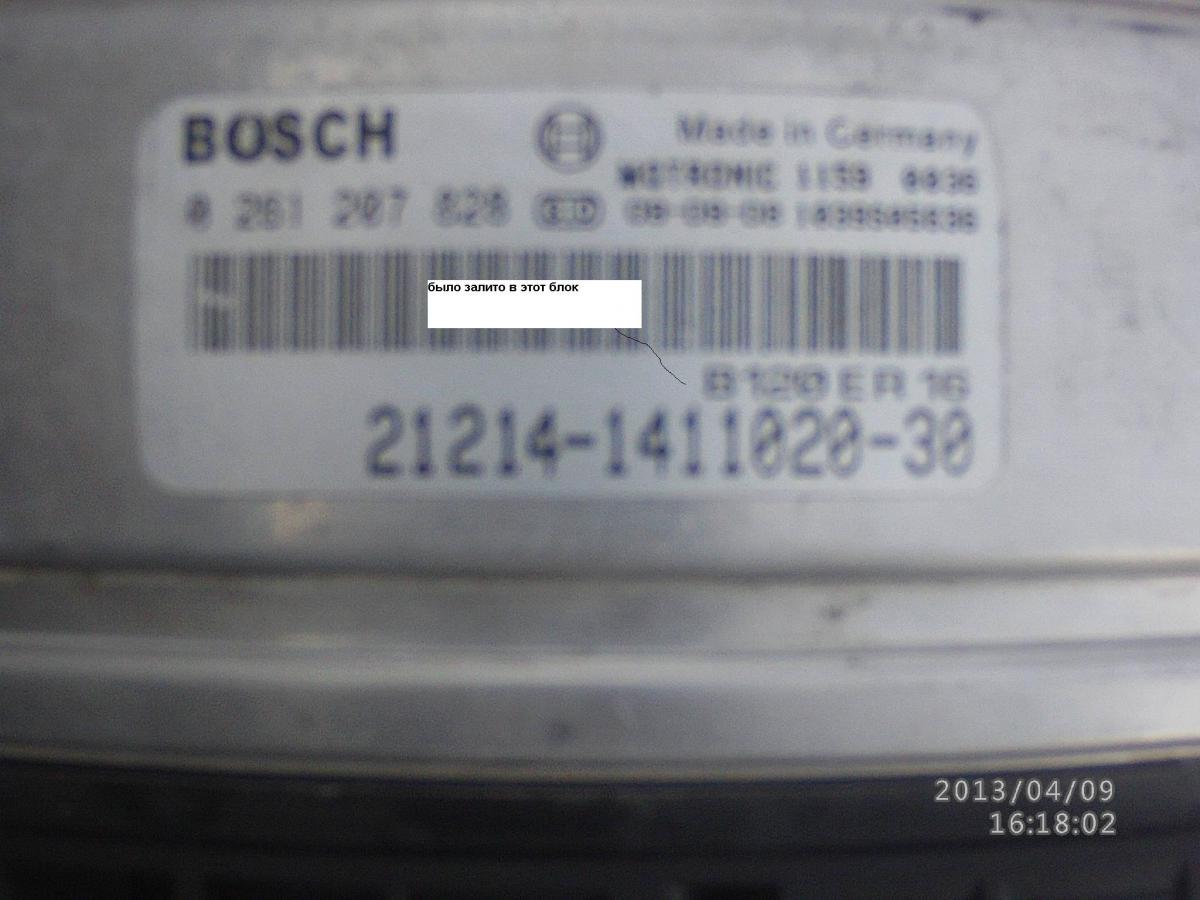 BOSCH
Made in Germany
0 261 207 828
было залито в этот блок
B120ER16
21214-1411020-30
2013/04/09
16:18:02